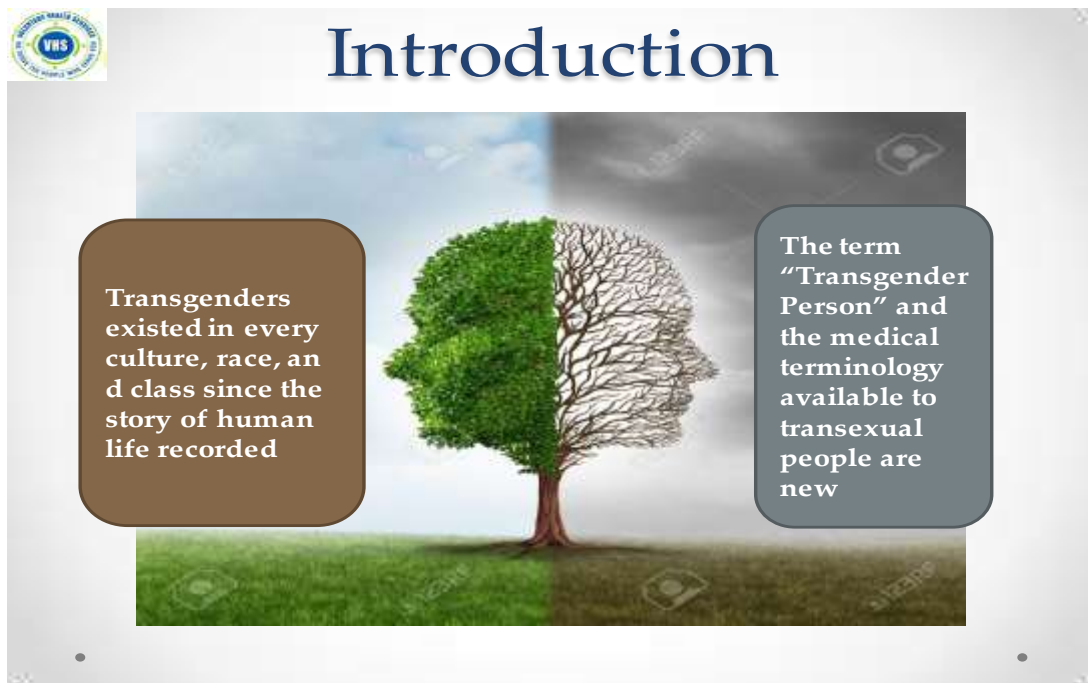 VHS
Introduction
Transgenders
existed in every
culture, race, an
d class since the
story of human
life recorded
The term
“Transgender
Person” and
the medical
terminology
available to
transexual
people are
new